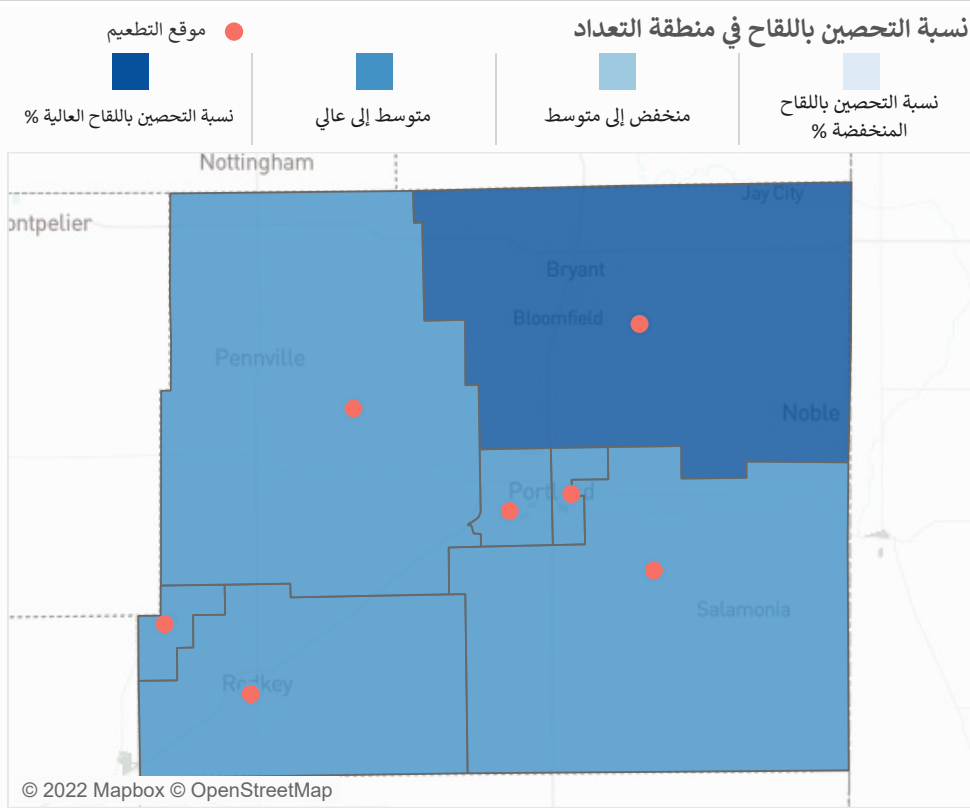 نسبة التحصين باللقاح في منطقة التعداد
موقع التطعيم
نسبة التحصين باللقاح
المنخفضة %
منخفض إلى متوسط
متوسط إلى عالي
نسبة التحصين باللقاح العالية %
Nottingham
Jay City
ontpelier
Bryant
Bloomfield
Pennville
Noble
Portland
Salamonia
Redkey
© 2022 Mapbox © OpenStreetMap